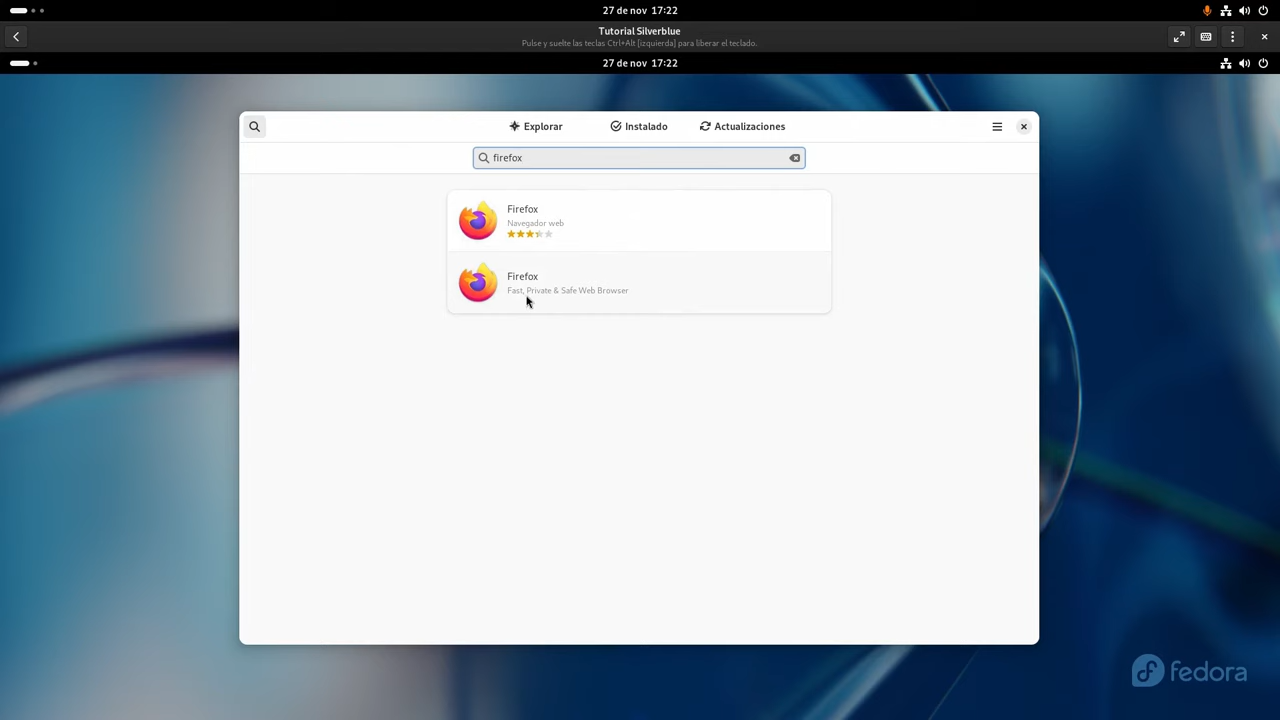 27 de nov 17:22
Tutorial Silverblue
Pulse y suelte las teclas Ctrl+Alt [izquierda] para liberar el teclado.
27 de nov 17:22
Explorar
Instalado
Actualizaciones
firefox
Firefox
Navegador web
Firefox
Fast, Private & Safe Web Browser
fedora